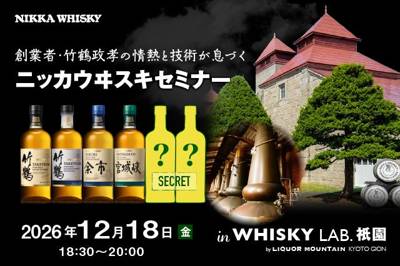 NIKKA WHISKY
創業者・竹鶴政孝の情熱と技術が息づく
ニッカウヰスキセミナー
竹鶴
竹鶴
余市
宮城峡
? ?
SECRET
2026年12月18日 金
18:30～20:00
in WHISKY LAB. 祇園
by LIQUOR MOUNTAIN KYOTO GION